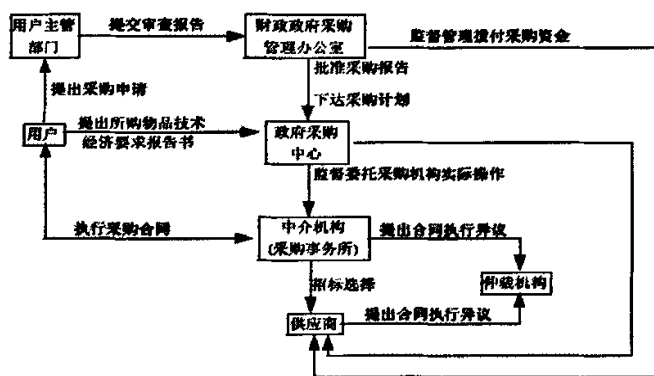 用户主管
部门
提交审查报告
财政政府采购
管理办公室
监督管理拨付采购资金
批准采购报告
提出采购申请
下达采购计划
用户
提出所购物品技术
经济要求报告书
政府采购
中心
监督委托采购机构实际操作
执行采购合同
中介机构
(采购事务所)
提出合同执行异议
招标选择
仲裁机构
供应商
提出合同执行异议